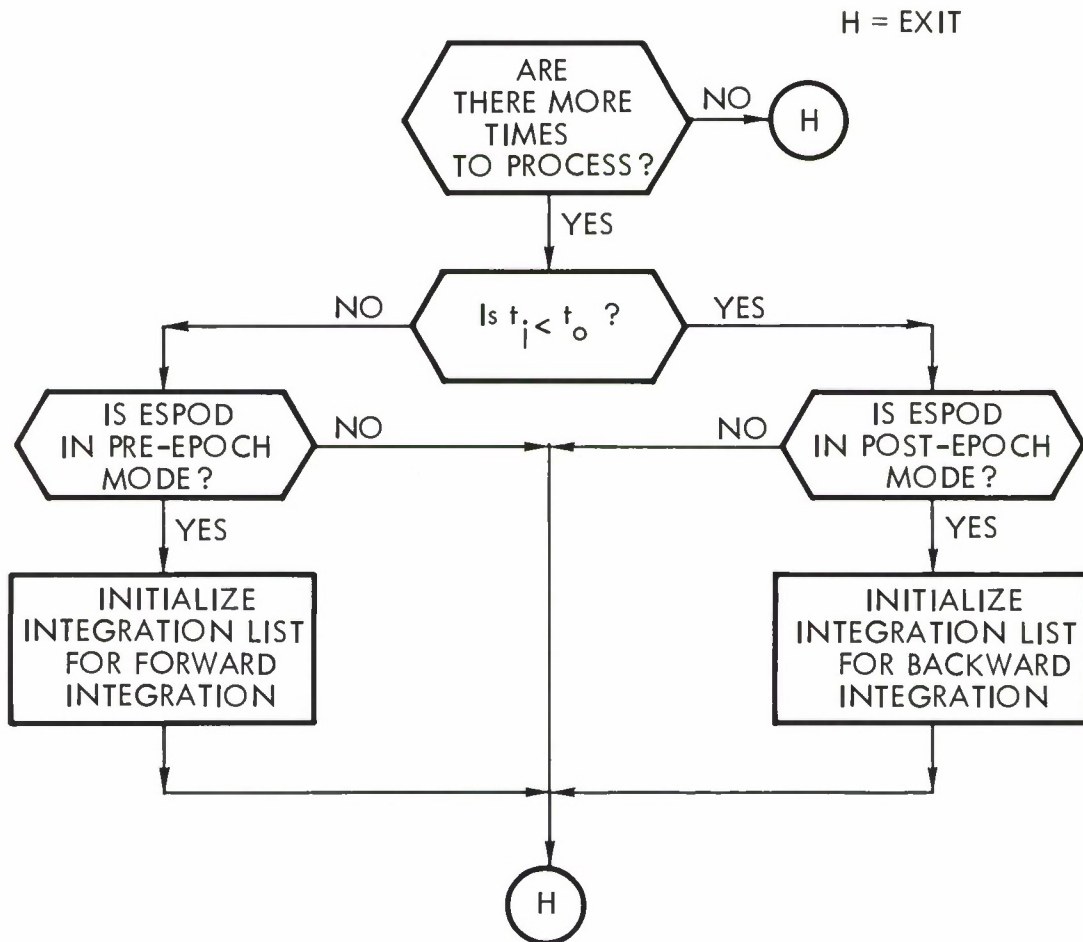 H = EXIT
ARE
THERE MORE
TIMES
TO PROCESS?
NO
H
YES
Is t_i < t_o ?
NO
YES
IS ESPOD
IN PRE-EPOCH
MODE?
NO
IS ESPOD
IN POST-EPOCH
MODE?
NO
YES
YES
INITIALIZE
INTEGRATION LIST
FOR FORWARD
INTEGRATION
INITIALIZE
INTEGRATION LIST
FOR BACKWARD
INTEGRATION
H